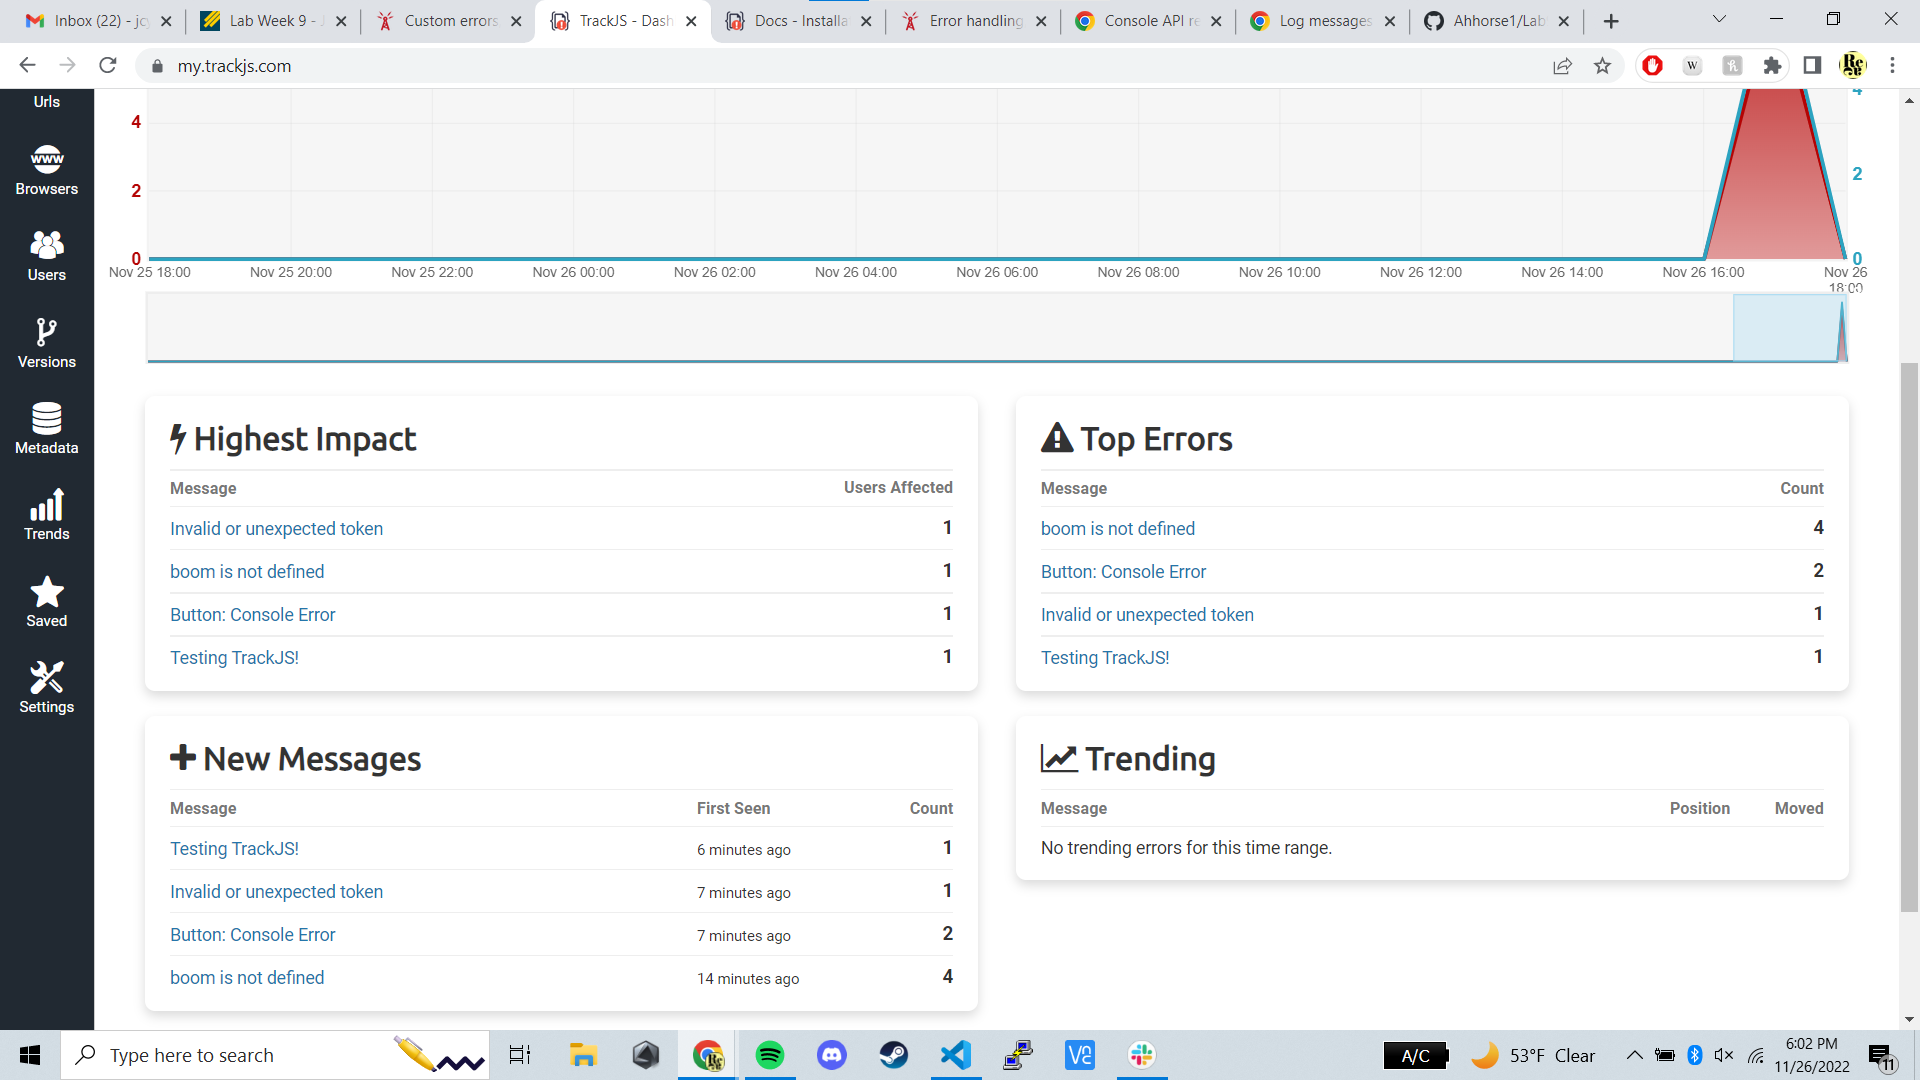 Inbox (22) - jcy
Lab Week 9 - J
Custom errors,
TrackJS - Dash
Docs - Installa
Error handling
Console API re
Log messages
Ahhorse1/Lab
my.trackjs.com
W
Urls
4
4
www
Browsers
2
2
Users
0
0
Nov 25 18:00
Nov 25 20:00
Nov 25 22:00
Nov 26 00:00
Nov 26 02:00
Nov 26 04:00
Nov 26 06:00
Nov 26 08:00
Nov 26 10:00
Nov 26 12:00
Nov 26 14:00
Nov 26 16:00
Nov 26 18:00
Versions
Metadata
Trends
Saved
Settings
Highest Impact
Message Users Affected
Invalid or unexpected token 1
boom is not defined 1
Button: Console Error 1
Testing TrackJS! 1
Top Errors
Message Count
boom is not defined 4
Button: Console Error 2
Invalid or unexpected token 1
Testing TrackJS! 1
New Messages
Message First Seen Count
Testing TrackJS! 6 minutes ago 1
Invalid or unexpected token 7 minutes ago 1
Button: Console Error 7 minutes ago 2
boom is not defined 14 minutes ago 4
Trending
Message Position Moved
No trending errors for this time range.
Type here to search
A/C
53°F Clear
6:02 PM
11/26/2022
11